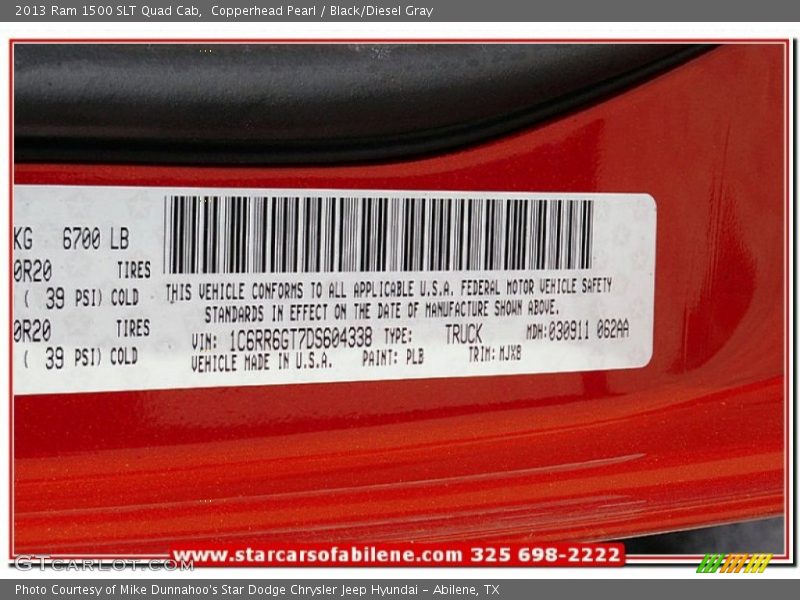 2013 Ram 1500 SLT Quad Cab, Copperhead Pearl / Black/Diesel Gray
KG 6700 LB
0R20 TIRES
( 39 PSI) COLD
0R20 TIRES
( 39 PSI) COLD
THIS VEHICLE CONFORMS TO ALL APPLICABLE U.S.A. FEDERAL MOTOR VEHICLE SAFETY
STANDARDS IN EFFECT ON THE DATE OF MANUFACTURE SHOWN ABOVE.
VIN: 1C6RR6GT7DS604338 TYPE: TRUCK MDH: 030911 062AA
VEHICLE MADE IN U.S.A. PAINT: PLB TRIM: MJX8
www.starcarsofabilene.com 325 698-2222
GTCARLOT.COM
Photo Courtesy of Mike Dunnahoo's Star Dodge Chrysler Jeep Hyundai - Abilene, TX